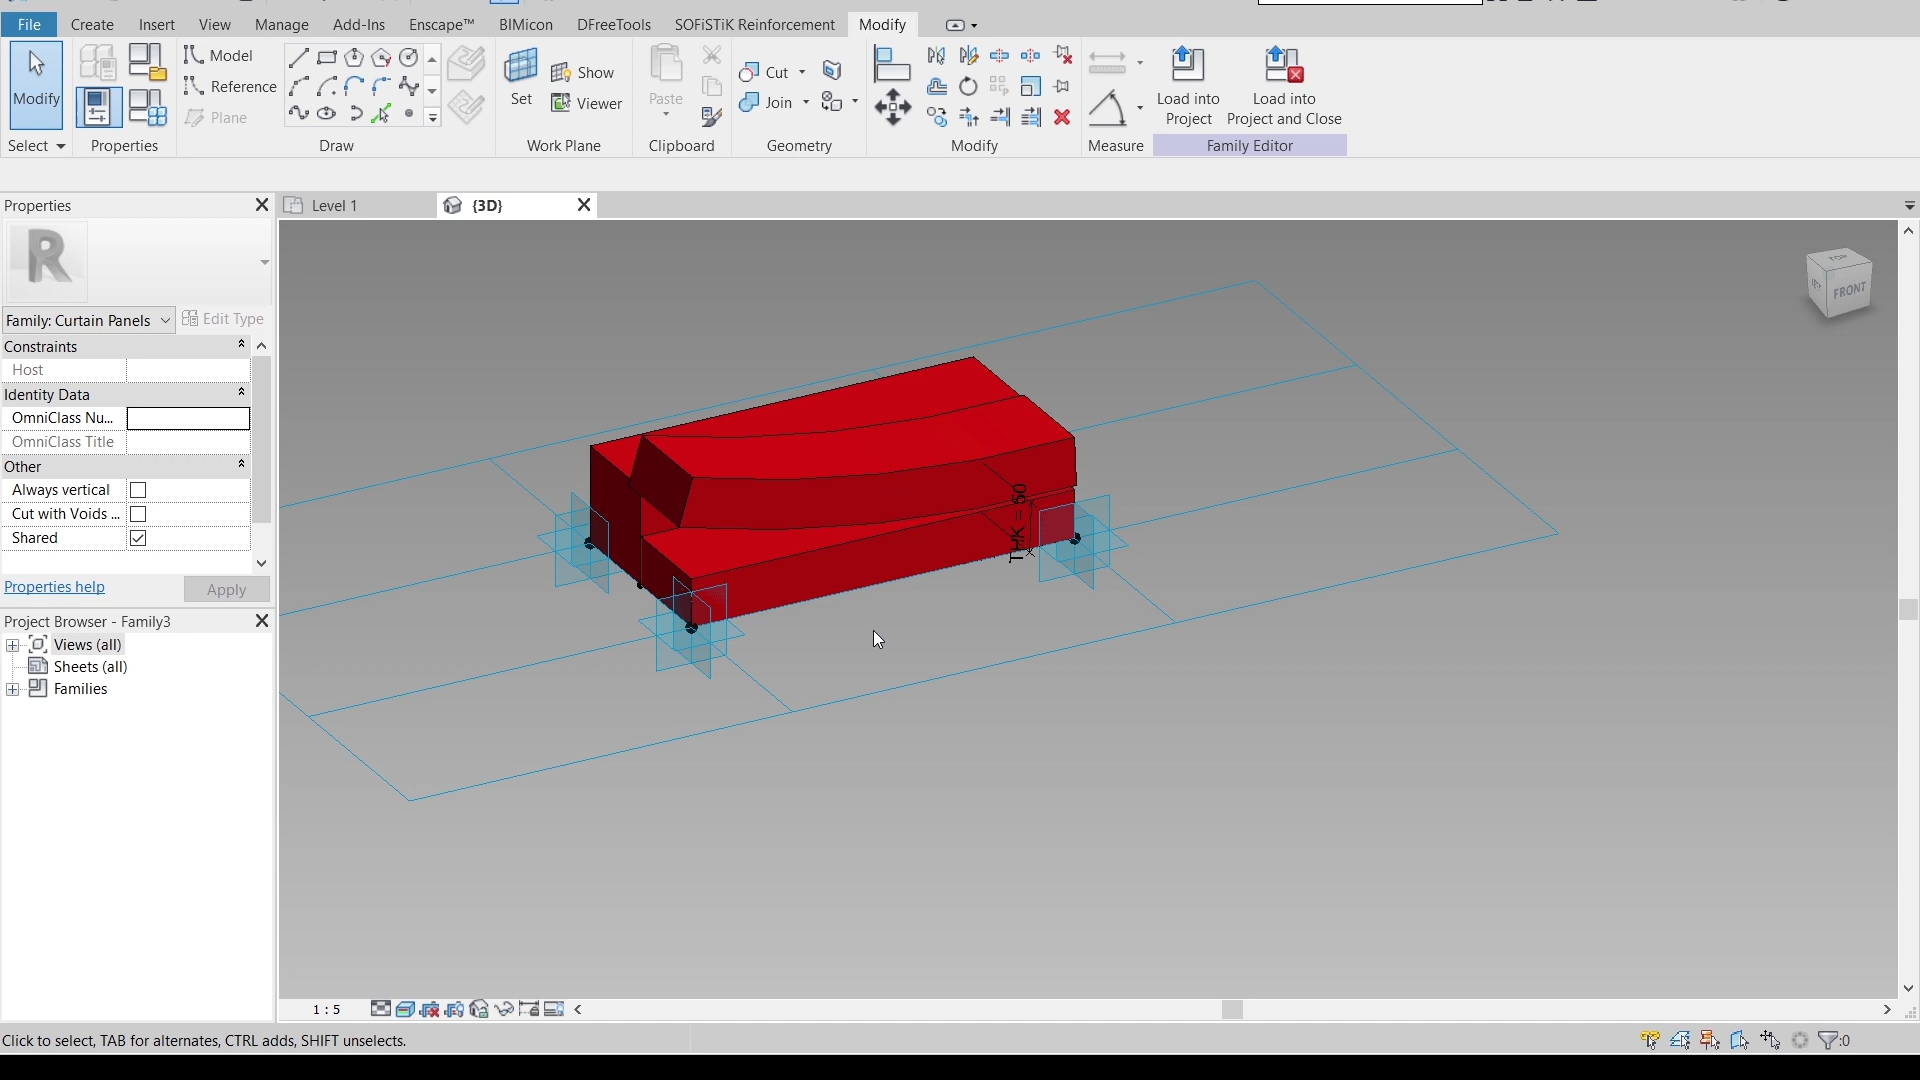 File Create Insert View Manage Add-Ins Enscape™ BIMicon DFreeTools SOFiSTiK Reinforcement Modify
Modify
Model
Reference
Plane
Set
Show
Viewer
Paste
Cut
Join
Load into
Project
Load into
Project and Close
Select Properties Draw Work Plane Clipboard Geometry Modify Measure Family Editor
Properties
Level 1
{3D}
R
Family: Curtain Panels
Edit Type
Constraints
Host
Identity Data
OmniClass Nu...
OmniClass Title
Other
Always vertical
Cut with Voids ...
Shared
Properties help
Apply
Project Browser - Family3
Views (all)
Sheets (all)
Families
THK = 50
TOP
FRONT
1 : 5
Click to select, TAB for alternates, CTRL adds, SHIFT unselects.
:0